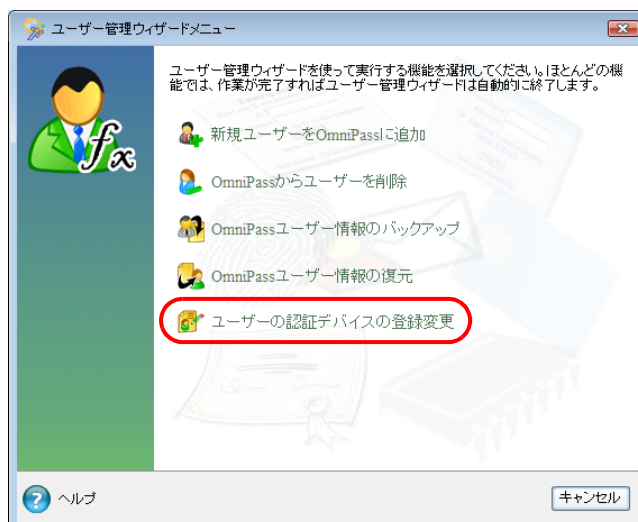 ユーザー管理ウィザードメニュー
ユーザー管理ウィザードを使って実行する機能を選択してください。ほとんどの機
能では、作業が完了すればユーザー管理ウィザードは自動的に終了します。
fx
新規ユーザーをOmniPassに追加
OmniPassからユーザーを削除
OmniPassユーザー情報のバックアップ
OmniPassユーザー情報の復元
ユーザーの認証デバイスの登録変更
ヘルプ
キャンセル